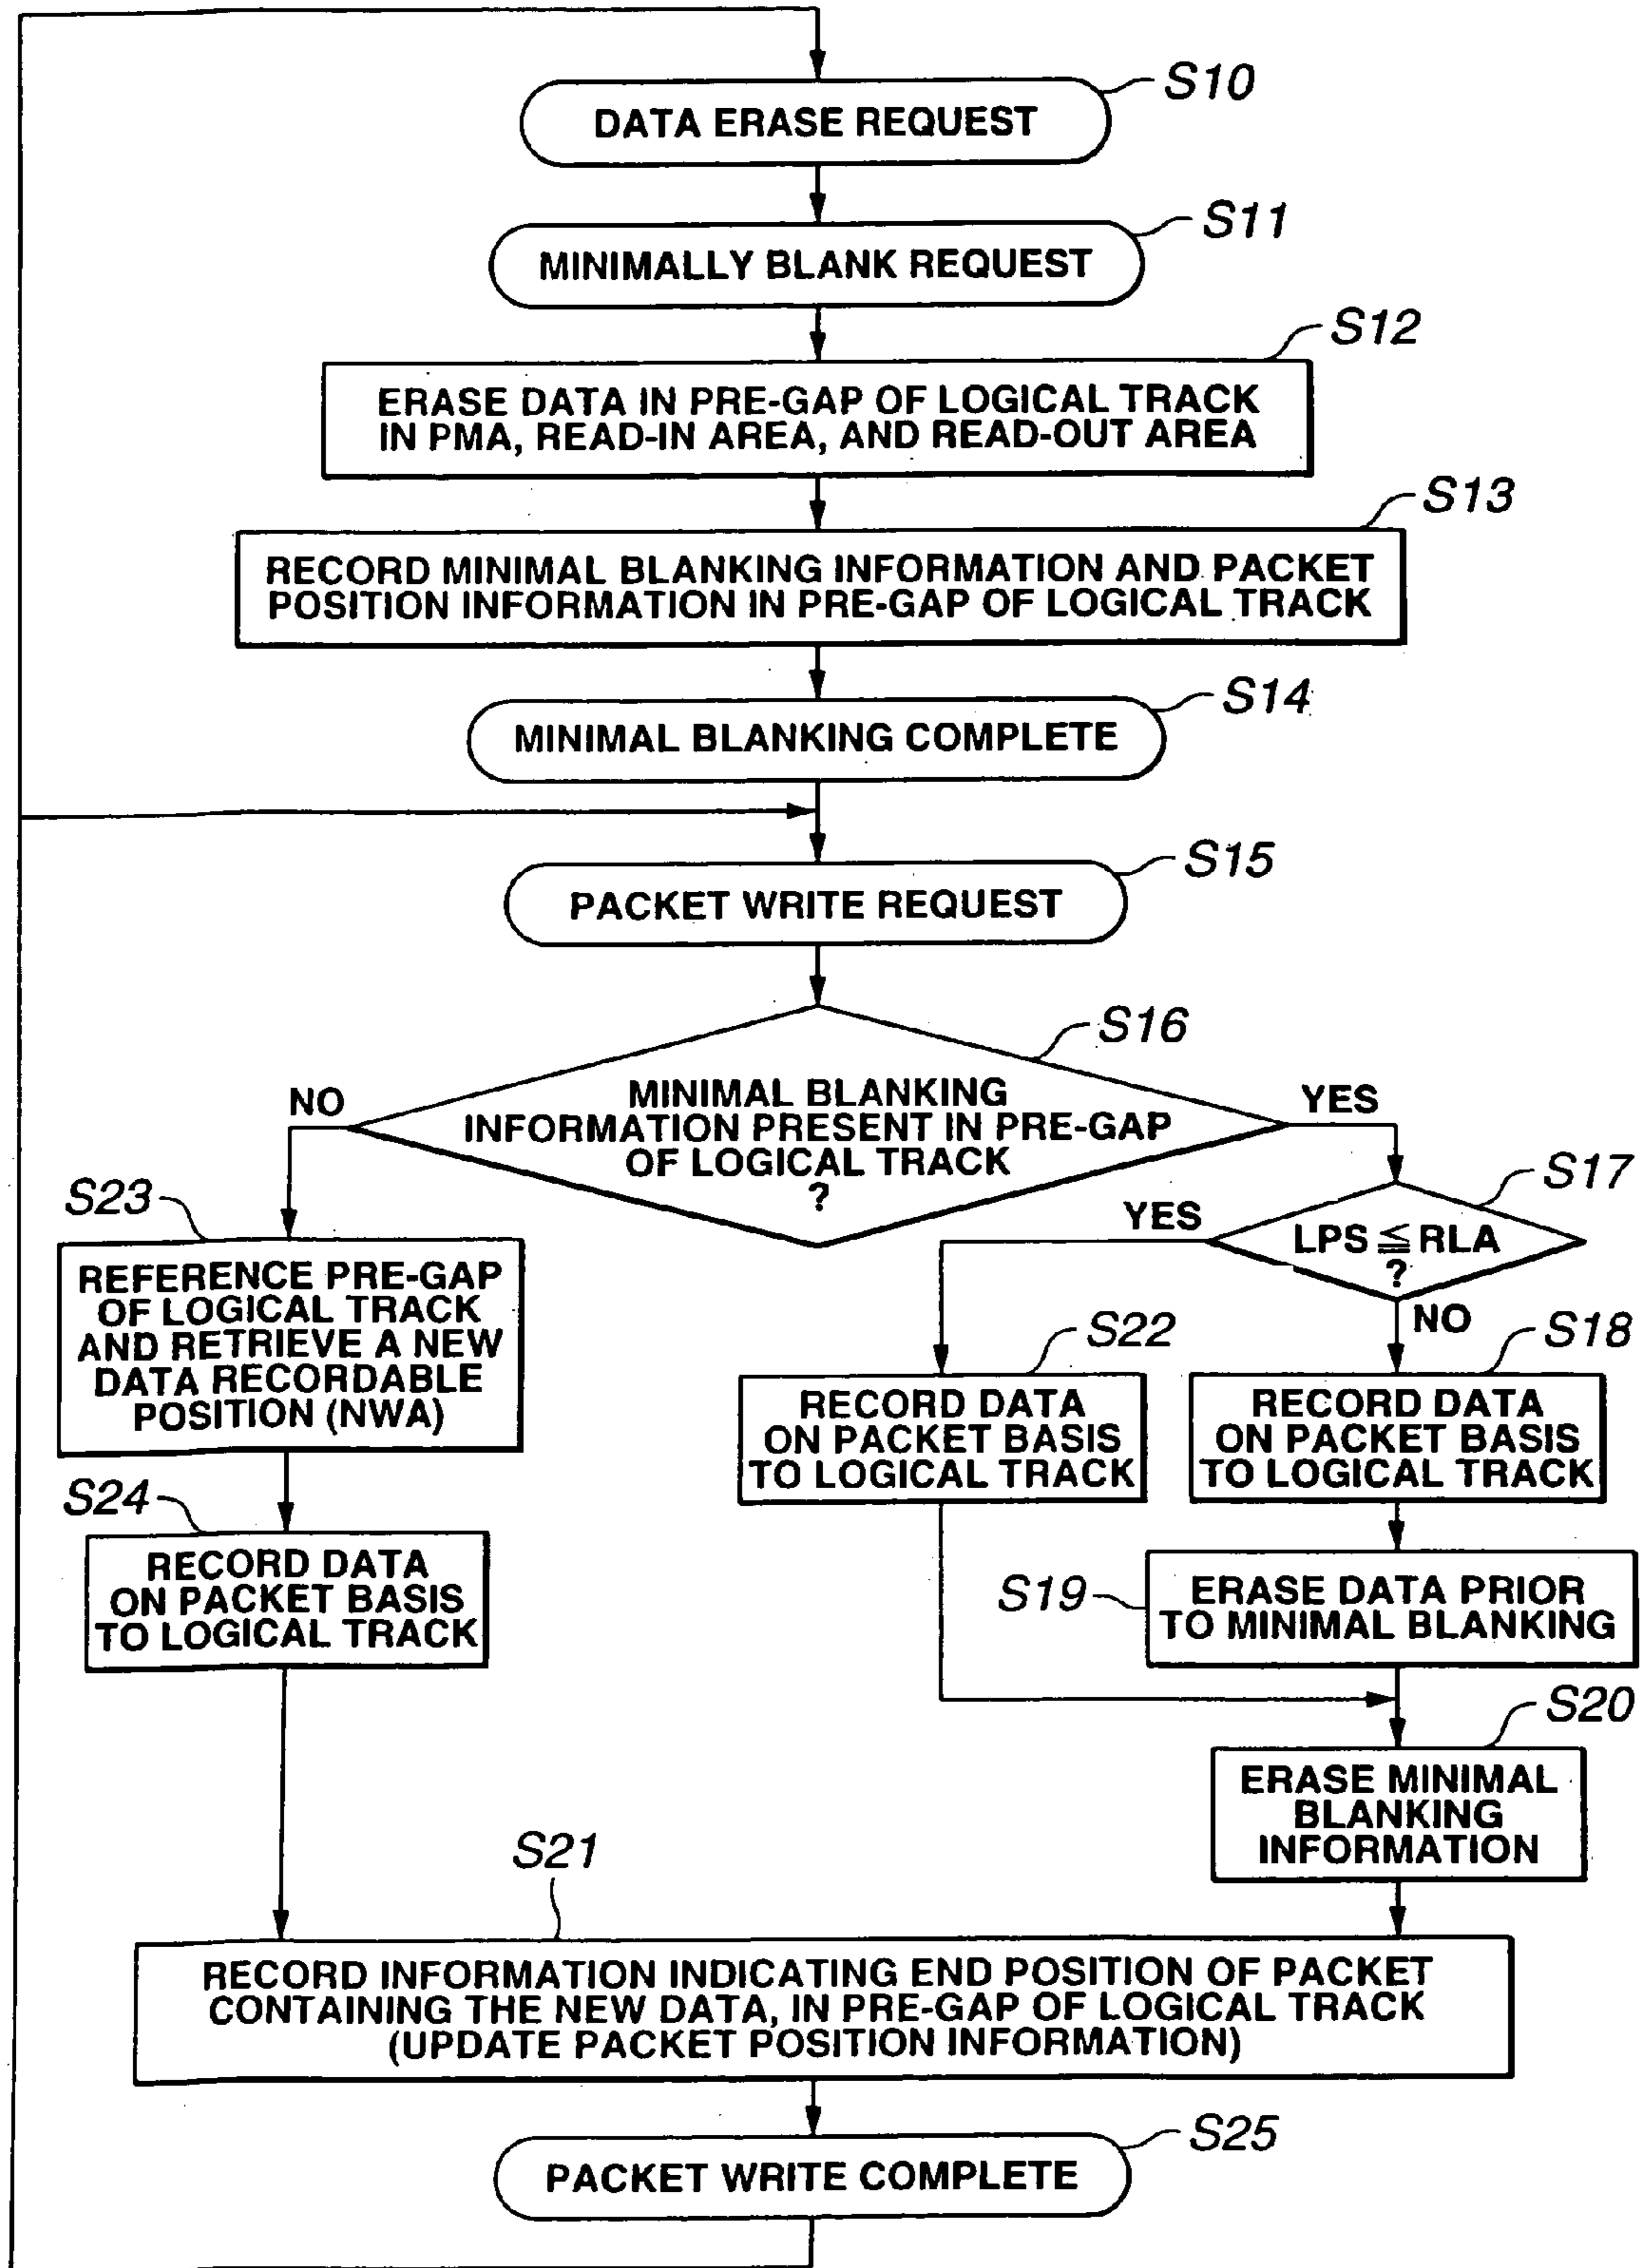 S10
DATA ERASE REQUEST
S11
MINIMALLY BLANK REQUEST
S12
ERASE DATA IN PRE-GAP OF LOGICAL TRACK
IN PMA, READ-IN AREA, AND READ-OUT AREA
S13
RECORD MINIMAL BLANKING INFORMATION AND PACKET
POSITION INFORMATION IN PRE-GAP OF LOGICAL TRACK
S14
MINIMAL BLANKING COMPLETE
S15
PACKET WRITE REQUEST
S16
MINIMAL BLANKING
INFORMATION PRESENT IN PRE-GAP
OF LOGICAL TRACK
?
NO
YES
S17
LPS ≦ RLA
?
YES
NO
S23
REFERENCE PRE-GAP
OF LOGICAL TRACK
AND RETRIEVE A NEW
DATA RECORDABLE
POSITION (NWA)
S22
RECORD DATA
ON PACKET BASIS
TO LOGICAL TRACK
S18
RECORD DATA
ON PACKET BASIS
TO LOGICAL TRACK
S24
RECORD DATA
ON PACKET BASIS
TO LOGICAL TRACK
S19
ERASE DATA PRIOR
TO MINIMAL BLANKING
S20
ERASE MINIMAL
BLANKING
INFORMATION
S21
RECORD INFORMATION INDICATING END POSITION OF PACKET
CONTAINING THE NEW DATA, IN PRE-GAP OF LOGICAL TRACK
(UPDATE PACKET POSITION INFORMATION)
S25
PACKET WRITE COMPLETE